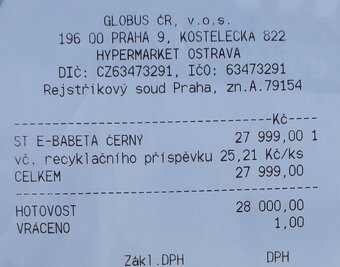 GLOBUS ČR, v.o.s.
196 00 PRAHA 9, KOSTELECKA 822
HYPERMARKET OSTRAVA
DIč: CZ63473291, IČO: 63473291
Rejstříkový soud Praha, zn.A.79154
-----------------------------------Kč----
ST E-BABETA čERNÝ 27 999,00 1
vč. recyklačního příspěvku 25,21 Kč/ks
CELKEM 27 999,00
-----------------------------------------
HOTOVOST 28 000,00
VRÁCENO 1,00
Zákl.DPH DPH